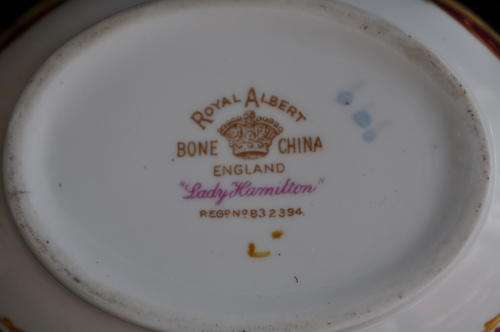 ROYAL ALBERT
BONE CHINA
ENGLAND
"Lady Hamilton"
REGD NO 832394.
L